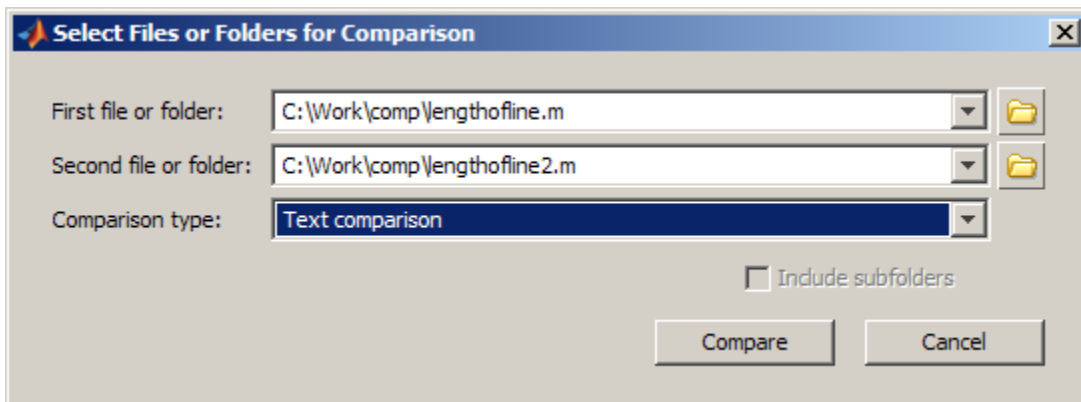 Select Files or Folders for Comparison
First file or folder: C:\Work\comp\lengthofline.m
Second file or folder: C:\Work\comp\lengthofline2.m
Comparison type: Text comparison
Include subfolders
Compare Cancel